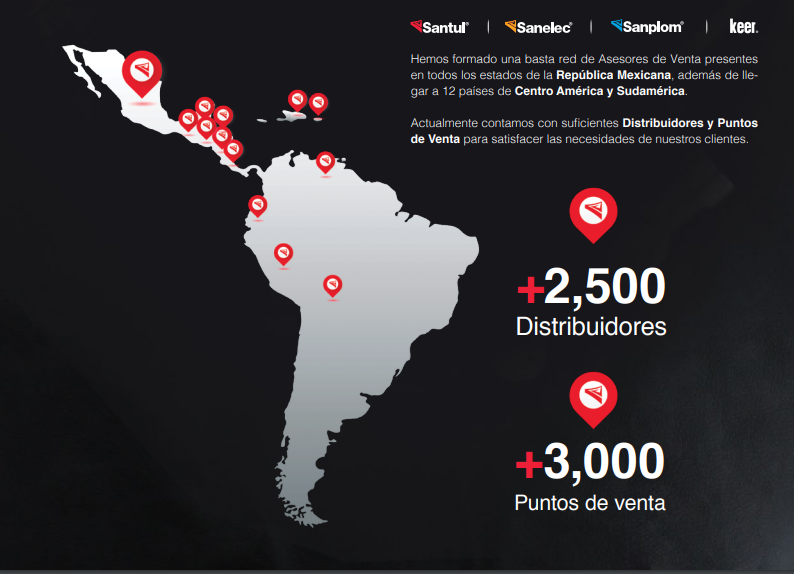 Santul® | Sanelec® | Sanplom® | keer.
Hemos formado una basta red de Asesores de Venta presentes
en todos los estados de la República Mexicana, además de lle-
gar a 12 países de Centro América y Sudamérica.
Actualmente contamos con suficientes Distribuidores y Puntos
de Venta para satisfacer las necesidades de nuestros clientes.
+2,500
Distribuidores
+3,000
Puntos de venta